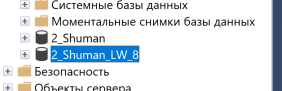 Системные базы данных
Моментальные снимки базы данных
2_Shuman
2_Shuman_LW_8
Безопасность
Объекты сервера